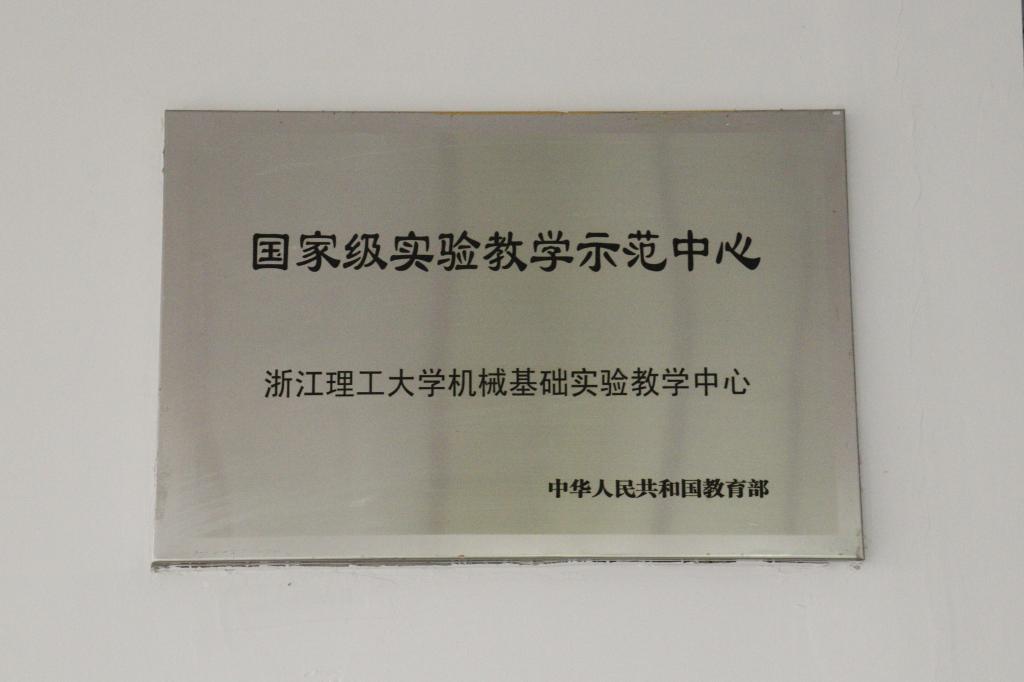 国家级实验教学示范中心
浙江理工大学机械基础实验教学中心
中华人民共和国教育部